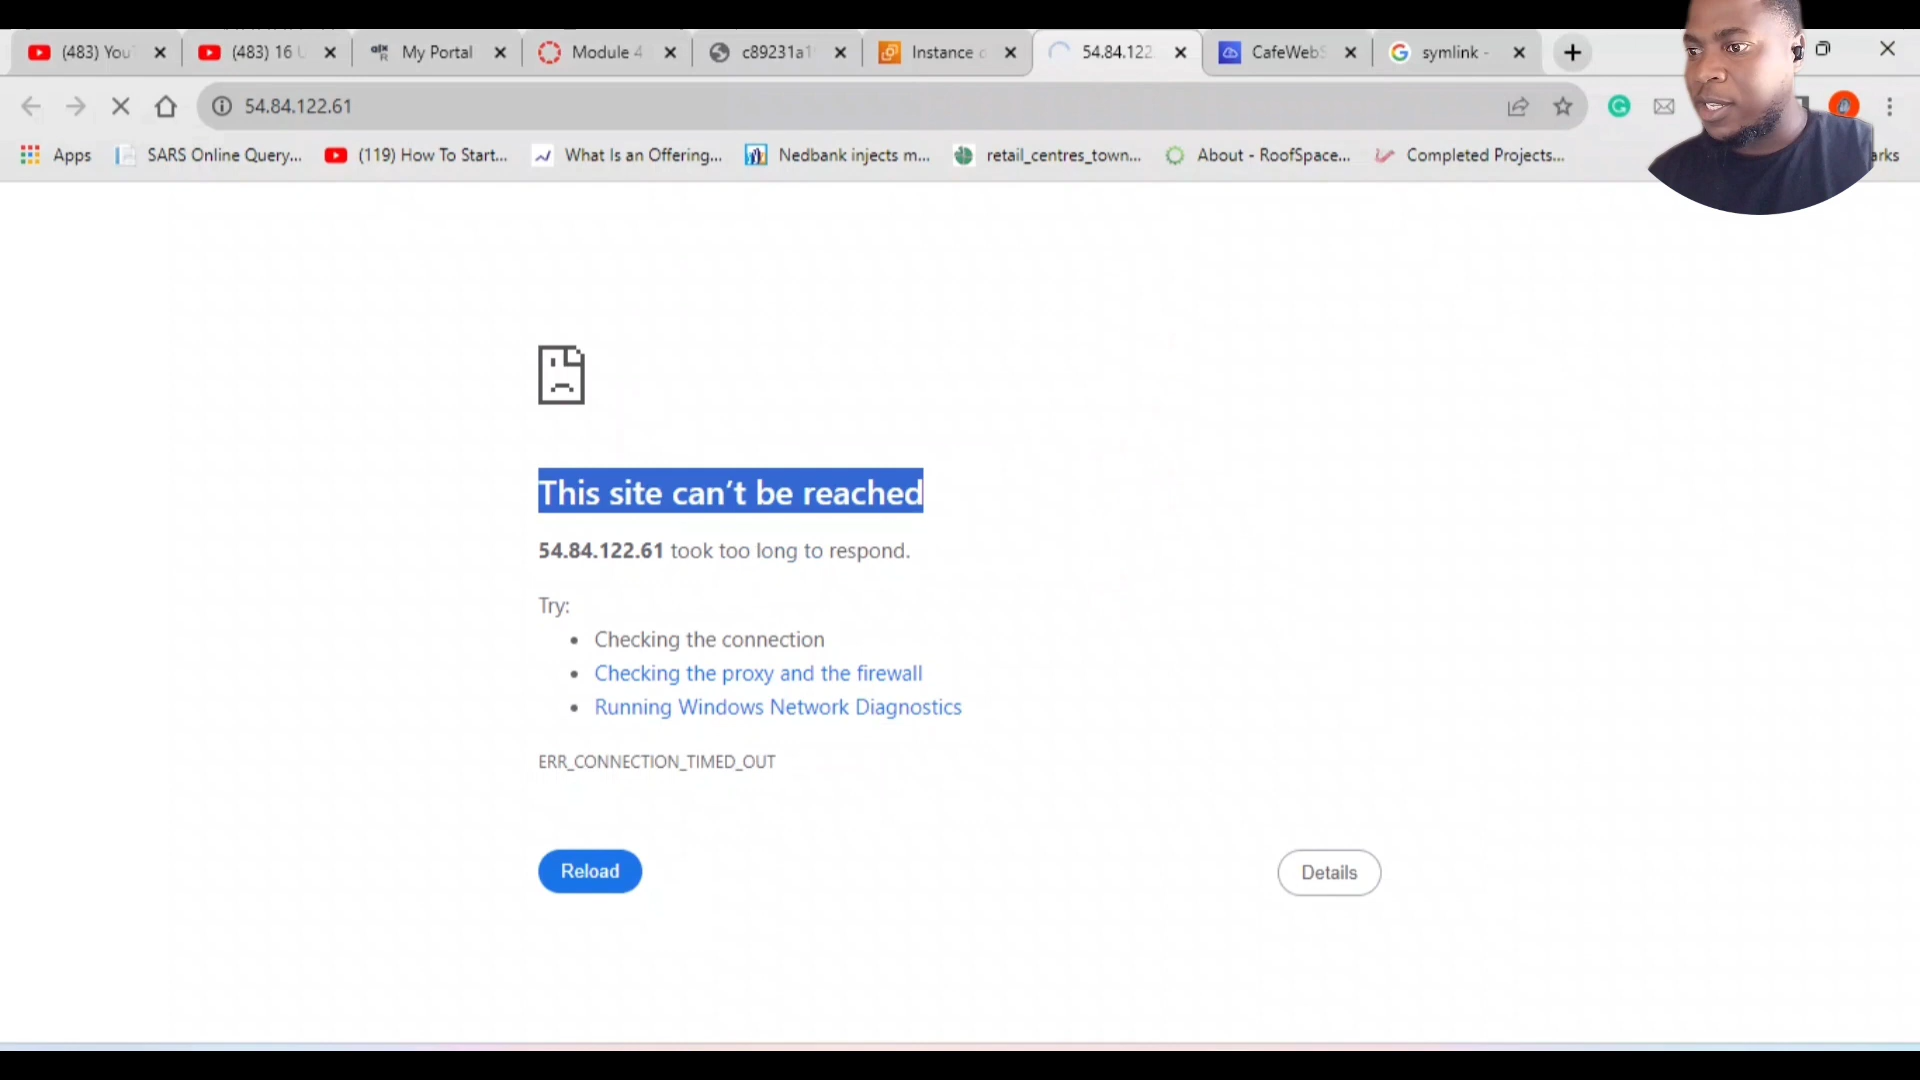 (483) You
(483) 16 U
My Portal
Module 4
c89231a1
Instance
54.84.122
CafeWebS
symlink -
54.84.122.61
Apps
SARS Online Query...
(119) How To Start...
What Is an Offering...
Nedbank injects m...
retail_centres_town...
About - RoofSpace...
Completed Projects...
arks
This site can't be reached
54.84.122.61 took too long to respond.
Try:
Checking the connection
Checking the proxy and the firewall
Running Windows Network Diagnostics
ERR_CONNECTION_TIMED_OUT
Reload
Details